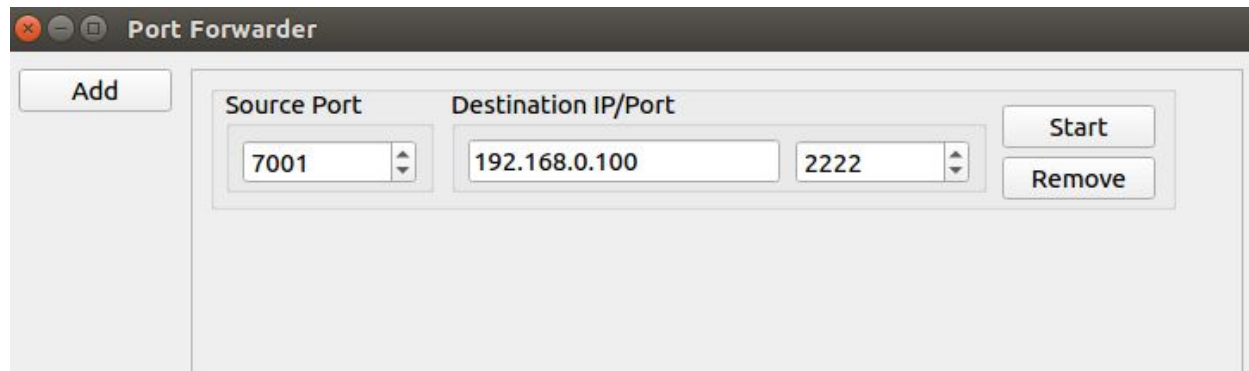 Port Forwarder
Add
Source Port
Destination IP/Port
7001
192.168.0.100
2222
Start
Remove